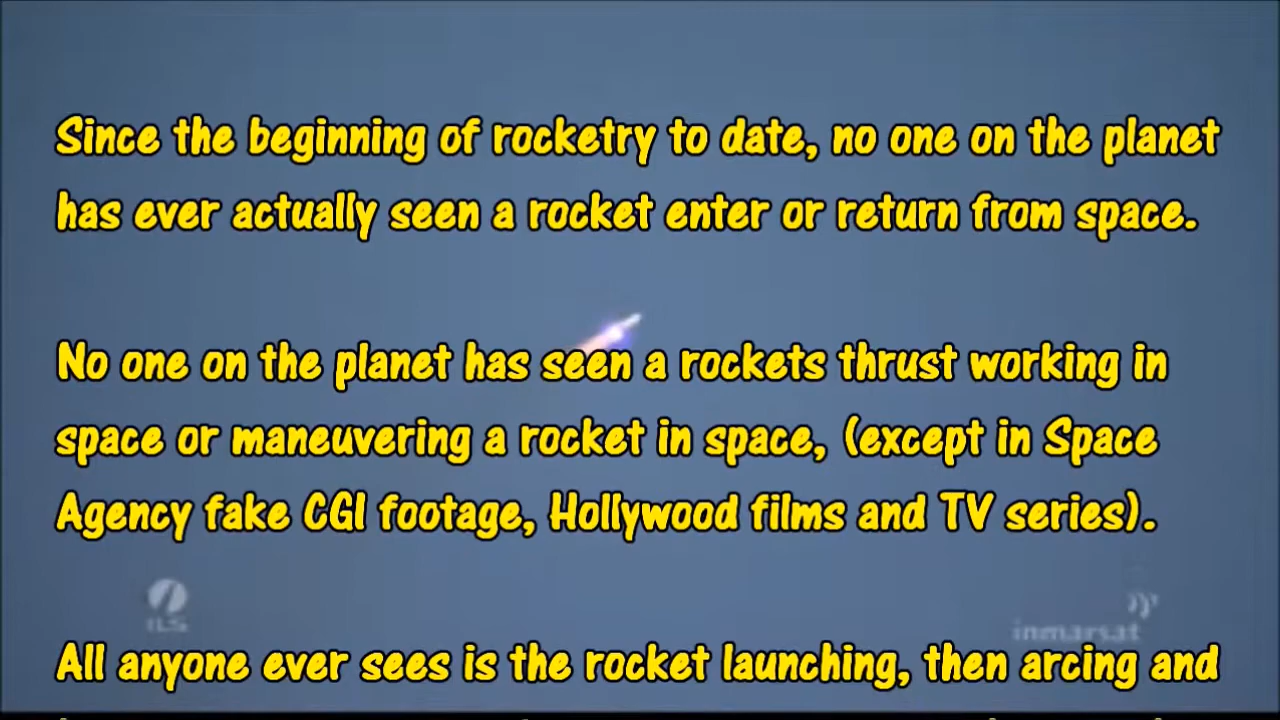 Since the beginning of rocketry to date, no one on the planet
has ever actually seen a rocket enter or return from space.
No one on the planet has seen a rockets thrust working in
space or maneuvering a rocket in space, (except in Space
Agency fake CGI footage, Hollywood films and TV series).
ILS
inmarsat
All anyone ever sees is the rocket launching, then arcing and